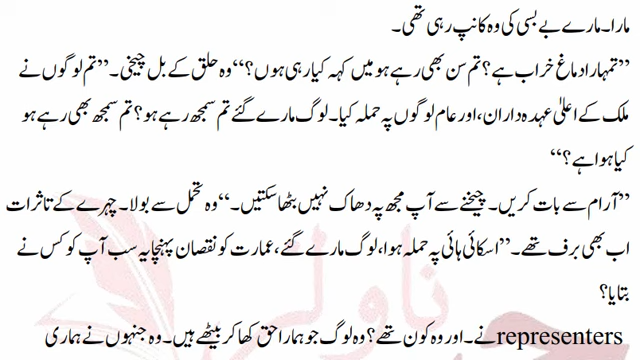 مارا۔ مارے بے بسی کی وہ کانپ رہی تھی۔
”تمہارا دماغ خراب ہے؟ تم سن بھی رہے ہو میں کہہ کیا رہی ہوں؟“ وہ حلق کے بل چیخی۔ ”تم لوگوں نے
ملک کے اعلیٰ عہدہ داران، اور عام لوگوں پہ حملہ کیا۔ لوگ مارے گئے تم سمجھ رہے ہو؟ تم سمجھ بھی رہے ہو
کیا ہوا ہے؟“
”آرام سے بات کریں۔ چیخنے سے آپ مجھ پہ دھاک نہیں بٹھا سکتیں۔“ وہ تحمل سے بولا۔ چہرے کے تاثرات
اب بھی برف تھے۔ ”اسکائی ہائی پہ حملہ ہوا، لوگ مارے گئے، عمارت کو نقصان پہنچا یہ سب آپ کو کس نے
بتایا؟
representers نے۔ اور وہ کون تھے؟ وہ لوگ جو ہمارا حق کھا کر بیٹھے ہیں۔ وہ جنہوں نے ہماری